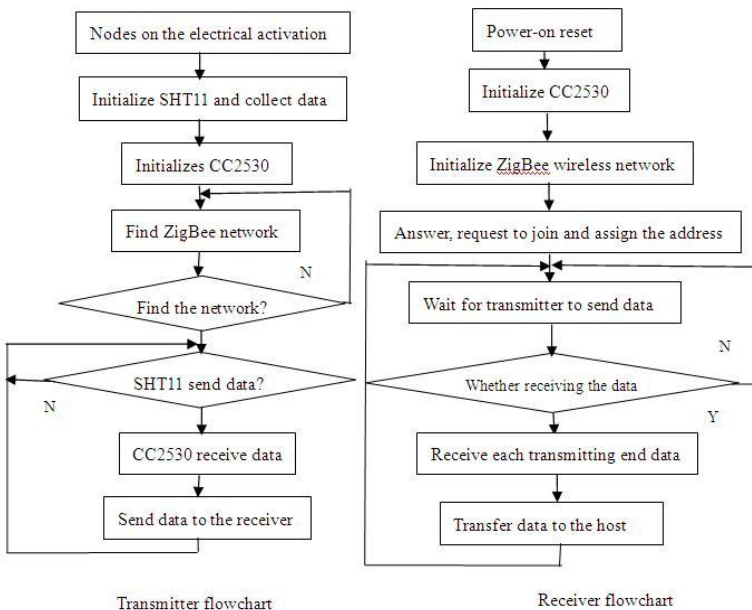 Nodes on the electrical activation
Initialize SHT11 and collect data
Initializes CC2530
Find ZigBee network
N
Find the network?
SHT11 send data?
N
CC2530 receive data
Send data to the receiver
Transmitter flowchart
Power-on reset
Initialize CC2530
Initialize ZigBee wireless network
Answer, request to join and assign the address
Wait for transmitter to send data
N
Whether receiving the data
Y
Receive each transmitting end data
Transfer data to the host
Receiver flowchart